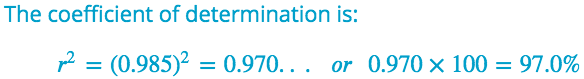 The coefficient of determination is:
r² = (0.985)² = 0.970. . . or 0.970 × 100 = 97.0%